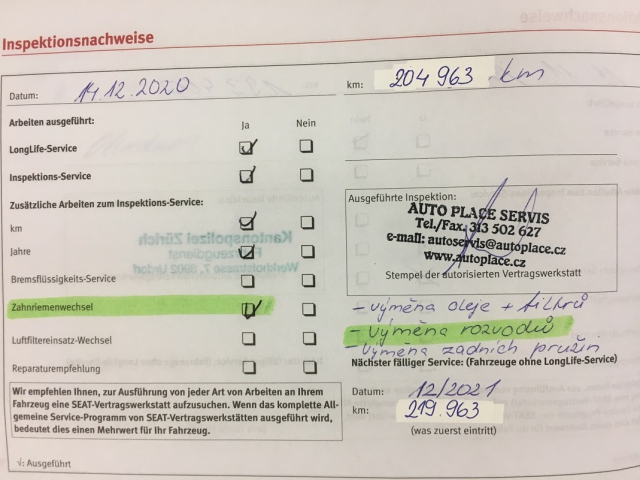 Inspektionsnachweise
Datum: 14.12.2020
km: 204 963 km
Arbeiten ausgeführt: Ja Nein
LongLife-Service
Inspektions-Service
Zusätzliche Arbeiten zum Inspektions-Service:
km
Jahre
Bremsflüssigkeits-Service
Zahnriemenwechsel
Luftfiltereinsatz-Wechsel
Reparaturempfehlung
Wir empfehlen Ihnen, zur Ausführung von jeder Art von Arbeiten an Ihrem
Fahrzeug eine SEAT-Vertragswerkstatt aufzusuchen. Wenn das komplette All-
gemeine Service-Programm von SEAT-Vertragswerkstätten ausgeführt wird,
bedeutet dies einen Mehrwert für Ihr Fahrzeug.
√: Ausgeführt
Ausgeführte Inspektion:
AUTO PLACE SERVIS
Tel./Fax. 313 502 627
e-mail: autoservis@autoplace.cz
www.autoplace.cz
Stempel der autorisierten Vertragswerkstatt
- výměna oleje + filtrů
- výměna rozvodů
- výměna zadních pružin
Nächster fälliger Service: (Fahrzeuge ohne LongLife-Service)
Datum: 12/2021
km: 219.963
(was zuerst eintritt)